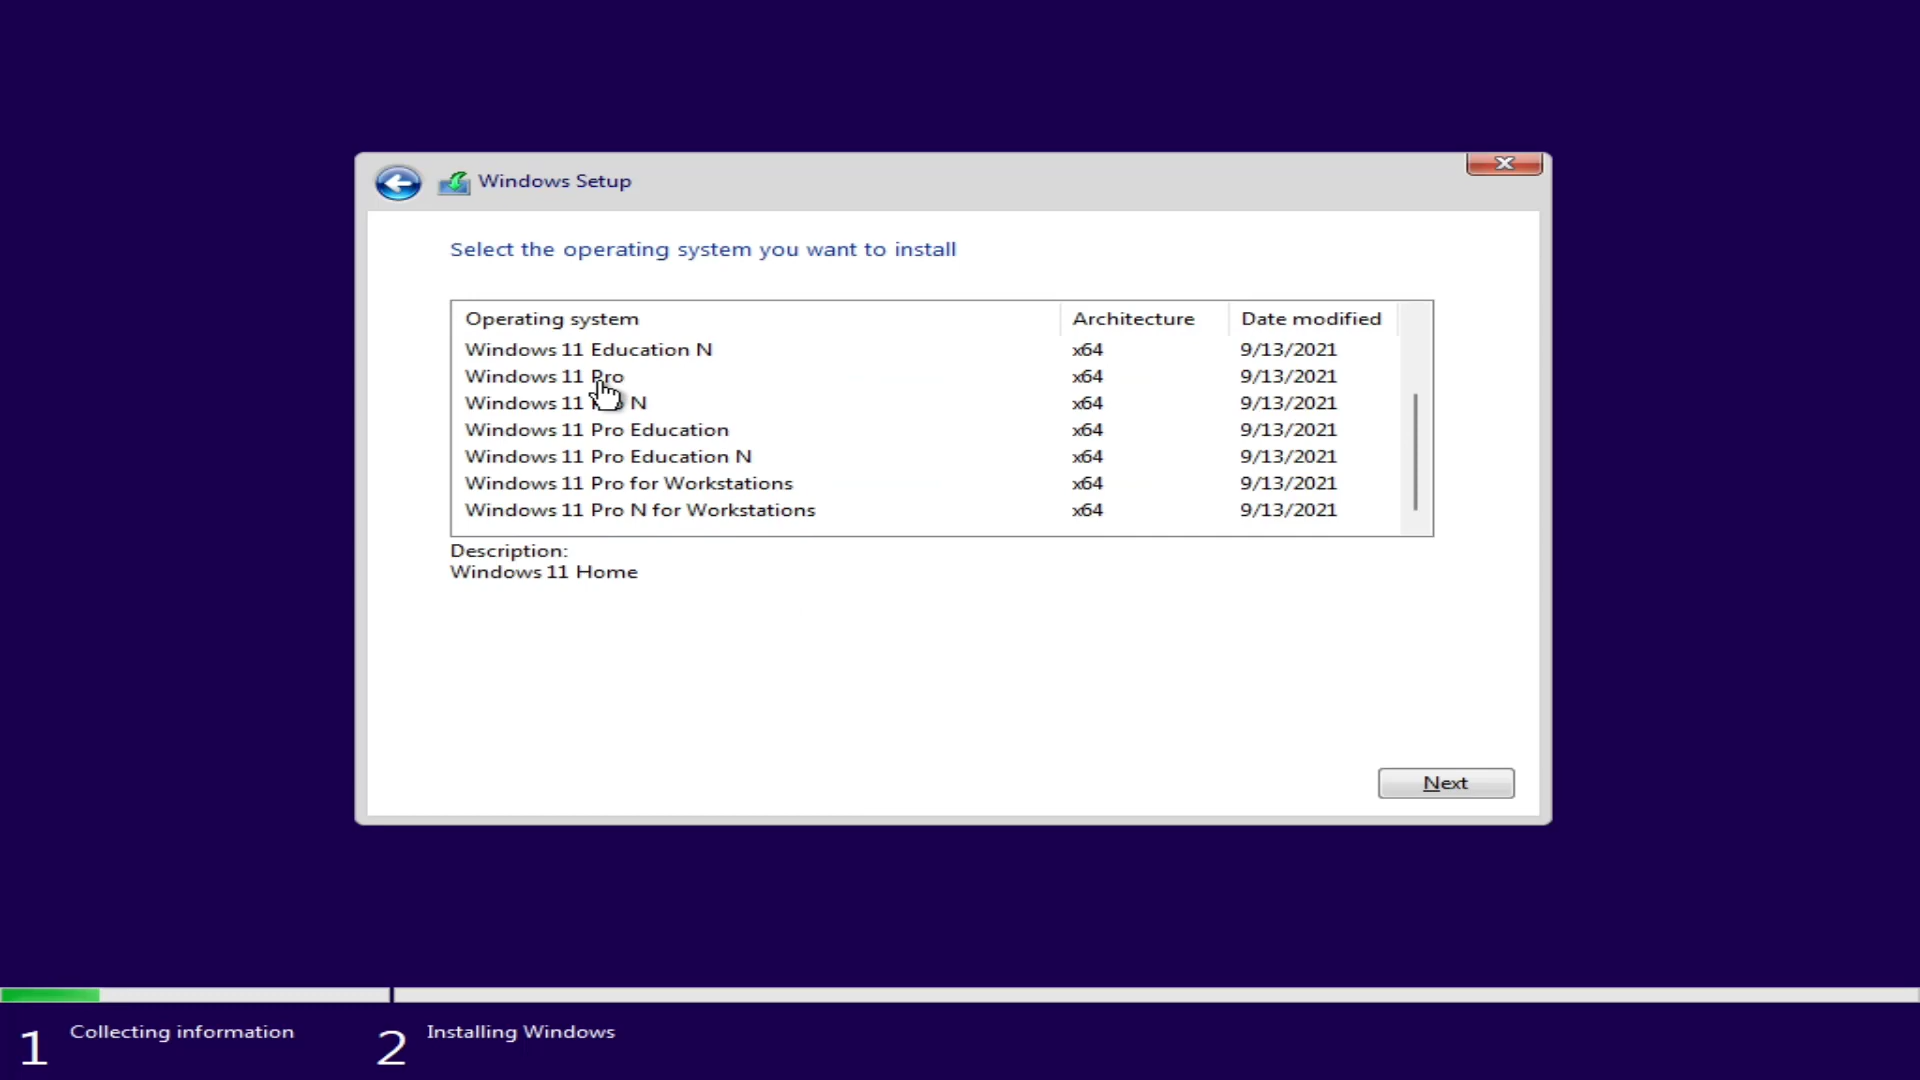 Windows Setup
Select the operating system you want to install
Operating system Architecture Date modified
Windows 11 Education N x64 9/13/2021
Windows 11 Pro x64 9/13/2021
Windows 11 N x64 9/13/2021
Windows 11 Pro Education x64 9/13/2021
Windows 11 Pro Education N x64 9/13/2021
Windows 11 Pro for Workstations x64 9/13/2021
Windows 11 Pro N for Workstations x64 9/13/2021
Description:
Windows 11 Home
Next
1 Collecting information 2 Installing Windows